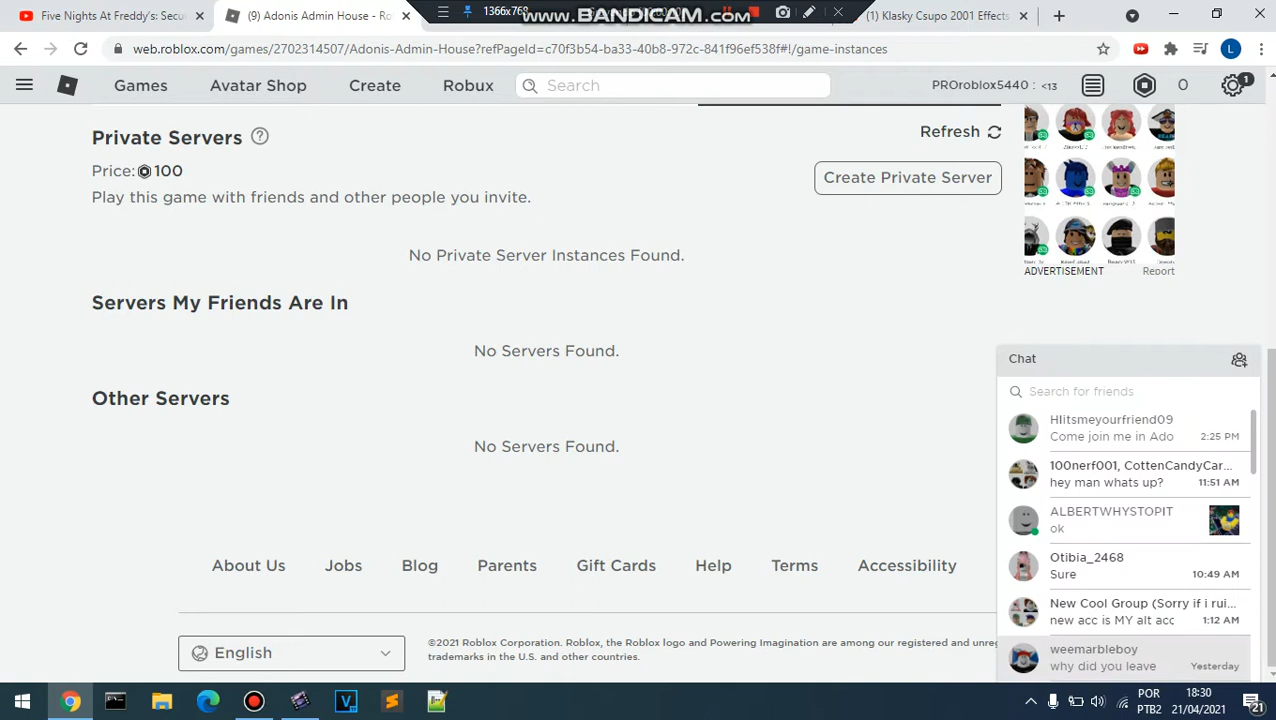 Five Nights At Freddy's: Sec
(9) Adonis Admin House - Ro
1366x768
www.BANDICAM.com
(1) Klasky Csupo 2001 Effects
web.roblox.com/games/2702314507/Adonis-Admin-House?refPageId=c70f3b54-ba33-40b8-972c-841f96ef538f#!/game-instances
L
Games
Avatar Shop
Create
Robux
Search
PROroblox5440 : <13
0
1
Private Servers ?
Refresh
Price: 100
Create Private Server
Play this game with friends and other people you invite.
No Private Server Instances Found.
ADVERTISEMENT
Report
Servers My Friends Are In
No Servers Found.
Other Servers
No Servers Found.
Chat
Search for friends
HIitsmeyourfriend09
Come join me in Ado
2:25 PM
100nerf001, CottenCandyCar...
hey man whats up?
11:51 AM
ALBERTWHYSTOPIT
ok
Otibia_2468
Sure
10:49 AM
New Cool Group (Sorry if i rui...
new acc is MY alt acc
1:12 AM
weemarbleboy
why did you leave
Yesterday
About Us
Jobs
Blog
Parents
Gift Cards
Help
Terms
Accessibility
English
©2021 Roblox Corporation. Roblox, the Roblox logo and Powering Imagination are among our registered and unreg
trademarks in the U.S. and other countries.
POR
PTB2
18:30
21/04/2021
21